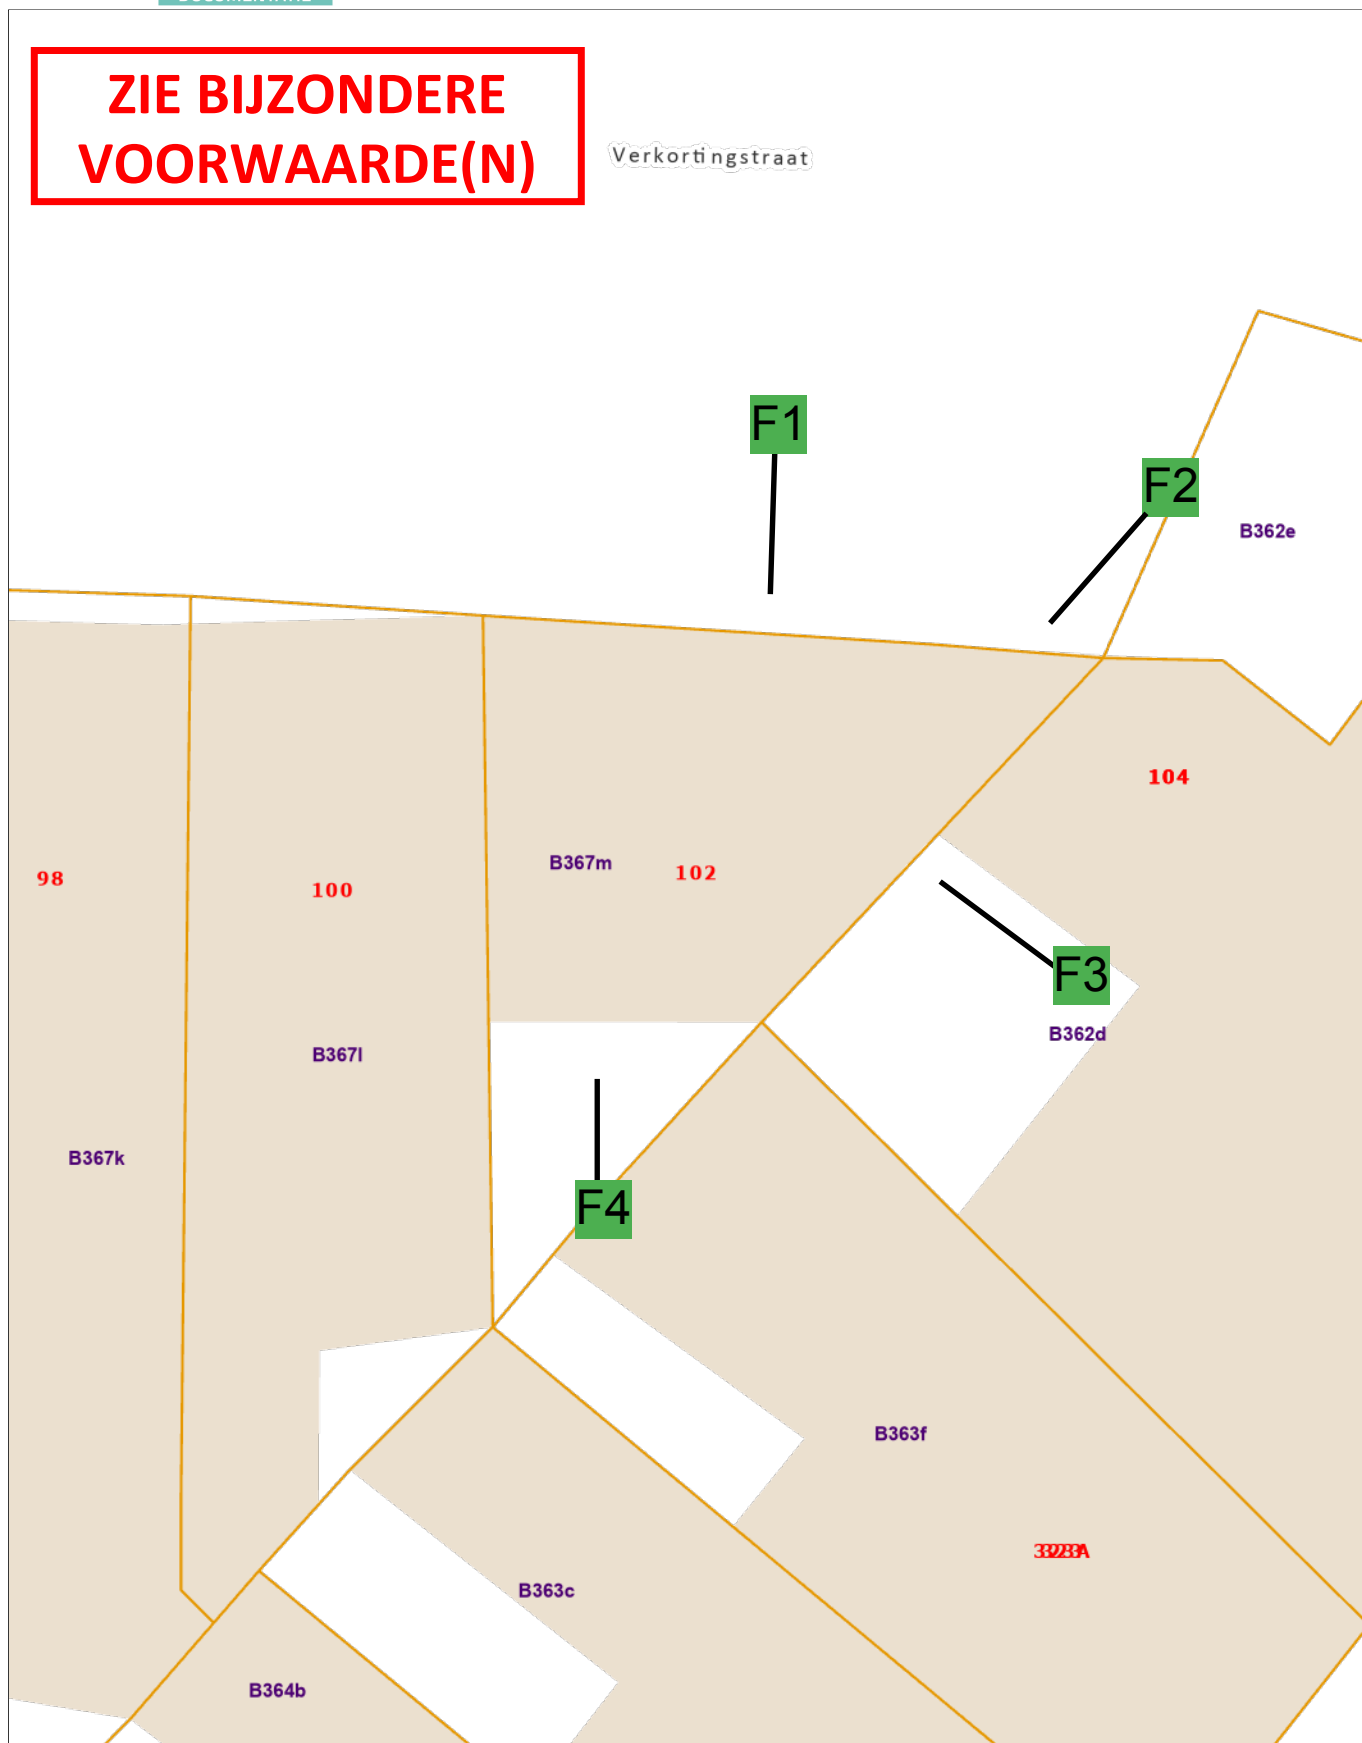 ZIE BIJZONDERE
VOORWAARDE(N)
Verkortingstraat
F1
F2
B362e
104
B367m
102
98
100
F3
B362d
B367l
B367k
F4
B363f
B363c
B364b